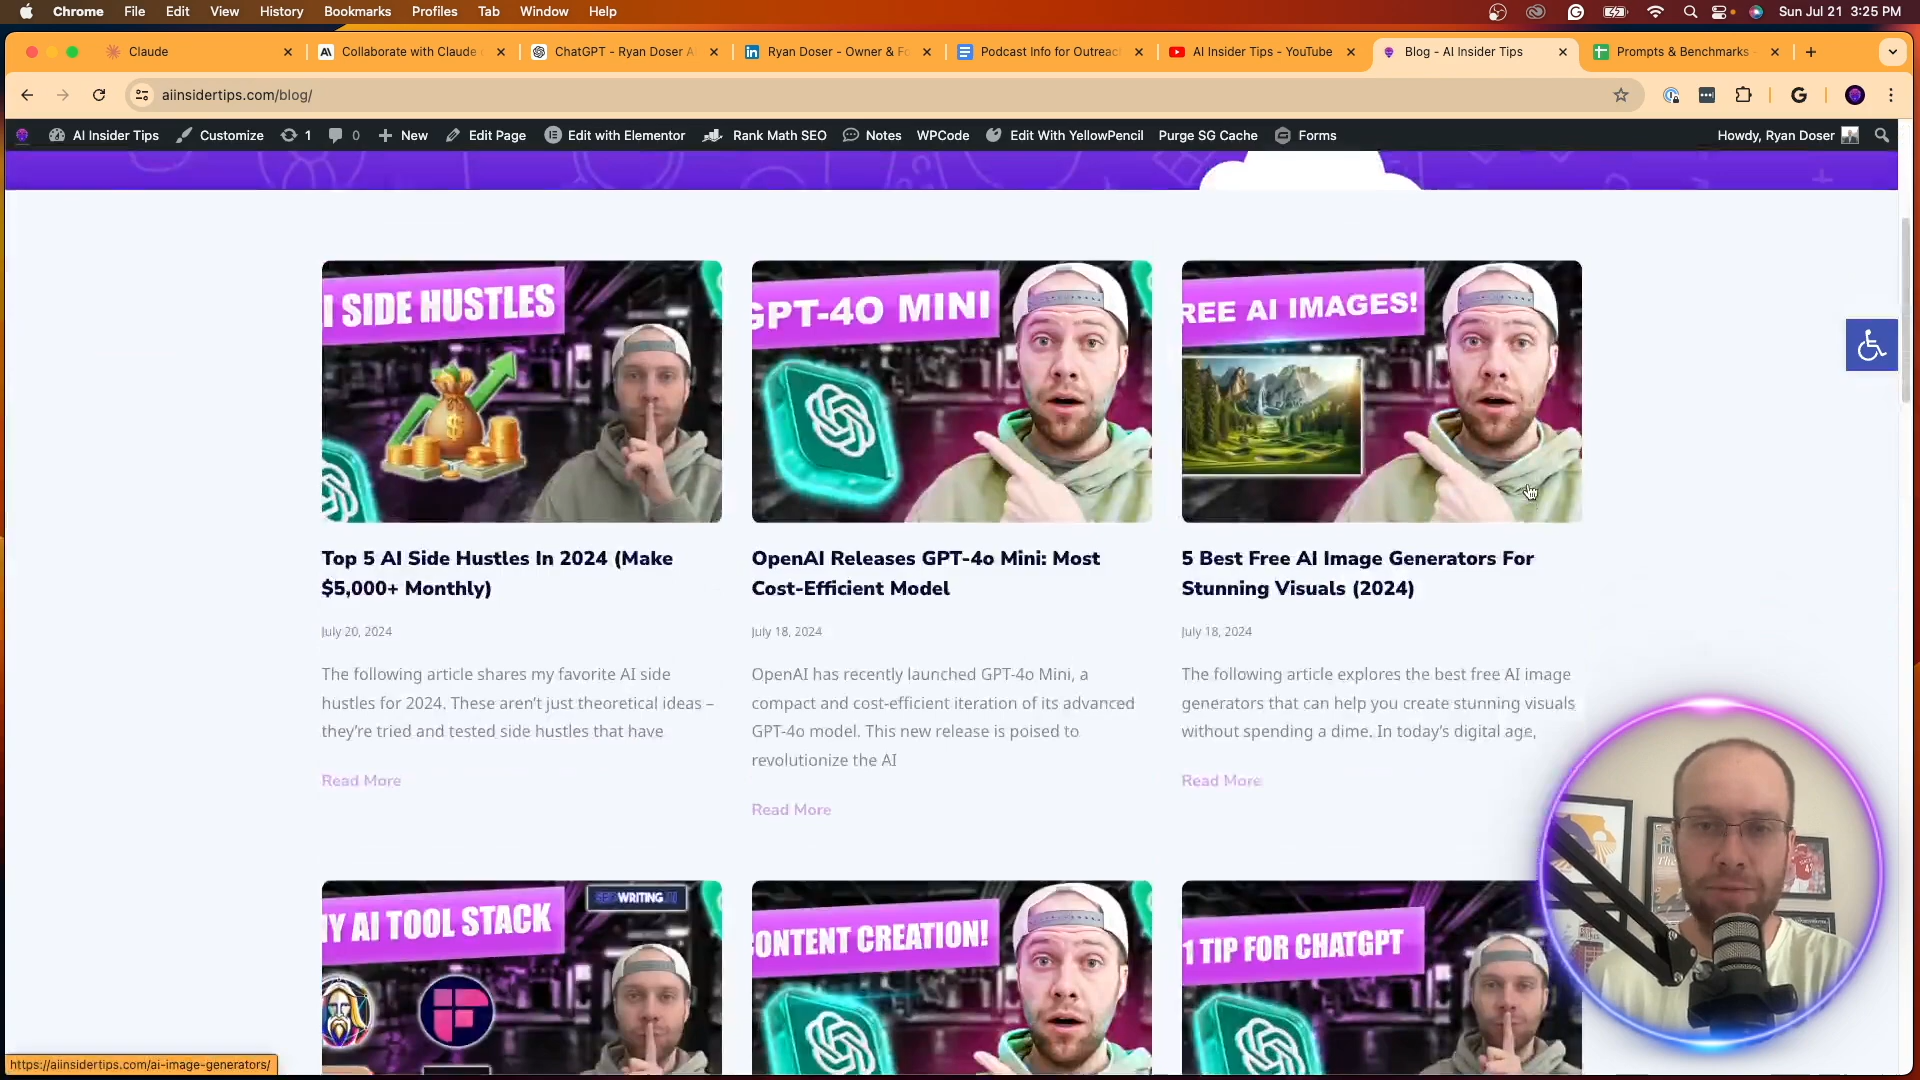 Chrome File Edit View History Bookmarks Profiles Tab Window Help Sun Jul 21 3:25 PM
Claude Collaborate with Claude ChatGPT - Ryan Doser A Ryan Doser - Owner & Fo Podcast Info for Outreac AI Insider Tips - YouTube Blog - AI Insider Tips Prompts & Benchmarks -
aiinsidertips.com/blog/
AI Insider Tips Customize 1 0 New Edit Page Edit with Elementor Rank Math SEO Notes WPCode Edit With YellowPencil Purge SG Cache Forms Howdy, Ryan Doser
I SIDE HUSTLES
GPT-4O MINI
REE AI IMAGES!
Top 5 AI Side Hustles In 2024 (Make
$5,000+ Monthly)
July 20, 2024
The following article shares my favorite AI side
hustles for 2024. These aren't just theoretical ideas –
they're tried and tested side hustles that have
Read More
OpenAI Releases GPT-4o Mini: Most
Cost-Efficient Model
July 18, 2024
OpenAI has recently launched GPT-4o Mini, a
compact and cost-efficient iteration of its advanced
GPT-4o model. This new release is poised to
revolutionize the AI
Read More
5 Best Free AI Image Generators For
Stunning Visuals (2024)
July 18, 2024
The following article explores the best free AI image
generators that can help you create stunning visuals
without spending a dime. In today's digital age,
Read More
MY AI TOOL STACK
SEOWRITING
CONTENT CREATION!
1 TIP FOR CHATGPT
https://aiinsidertips.com/ai-image-generators/